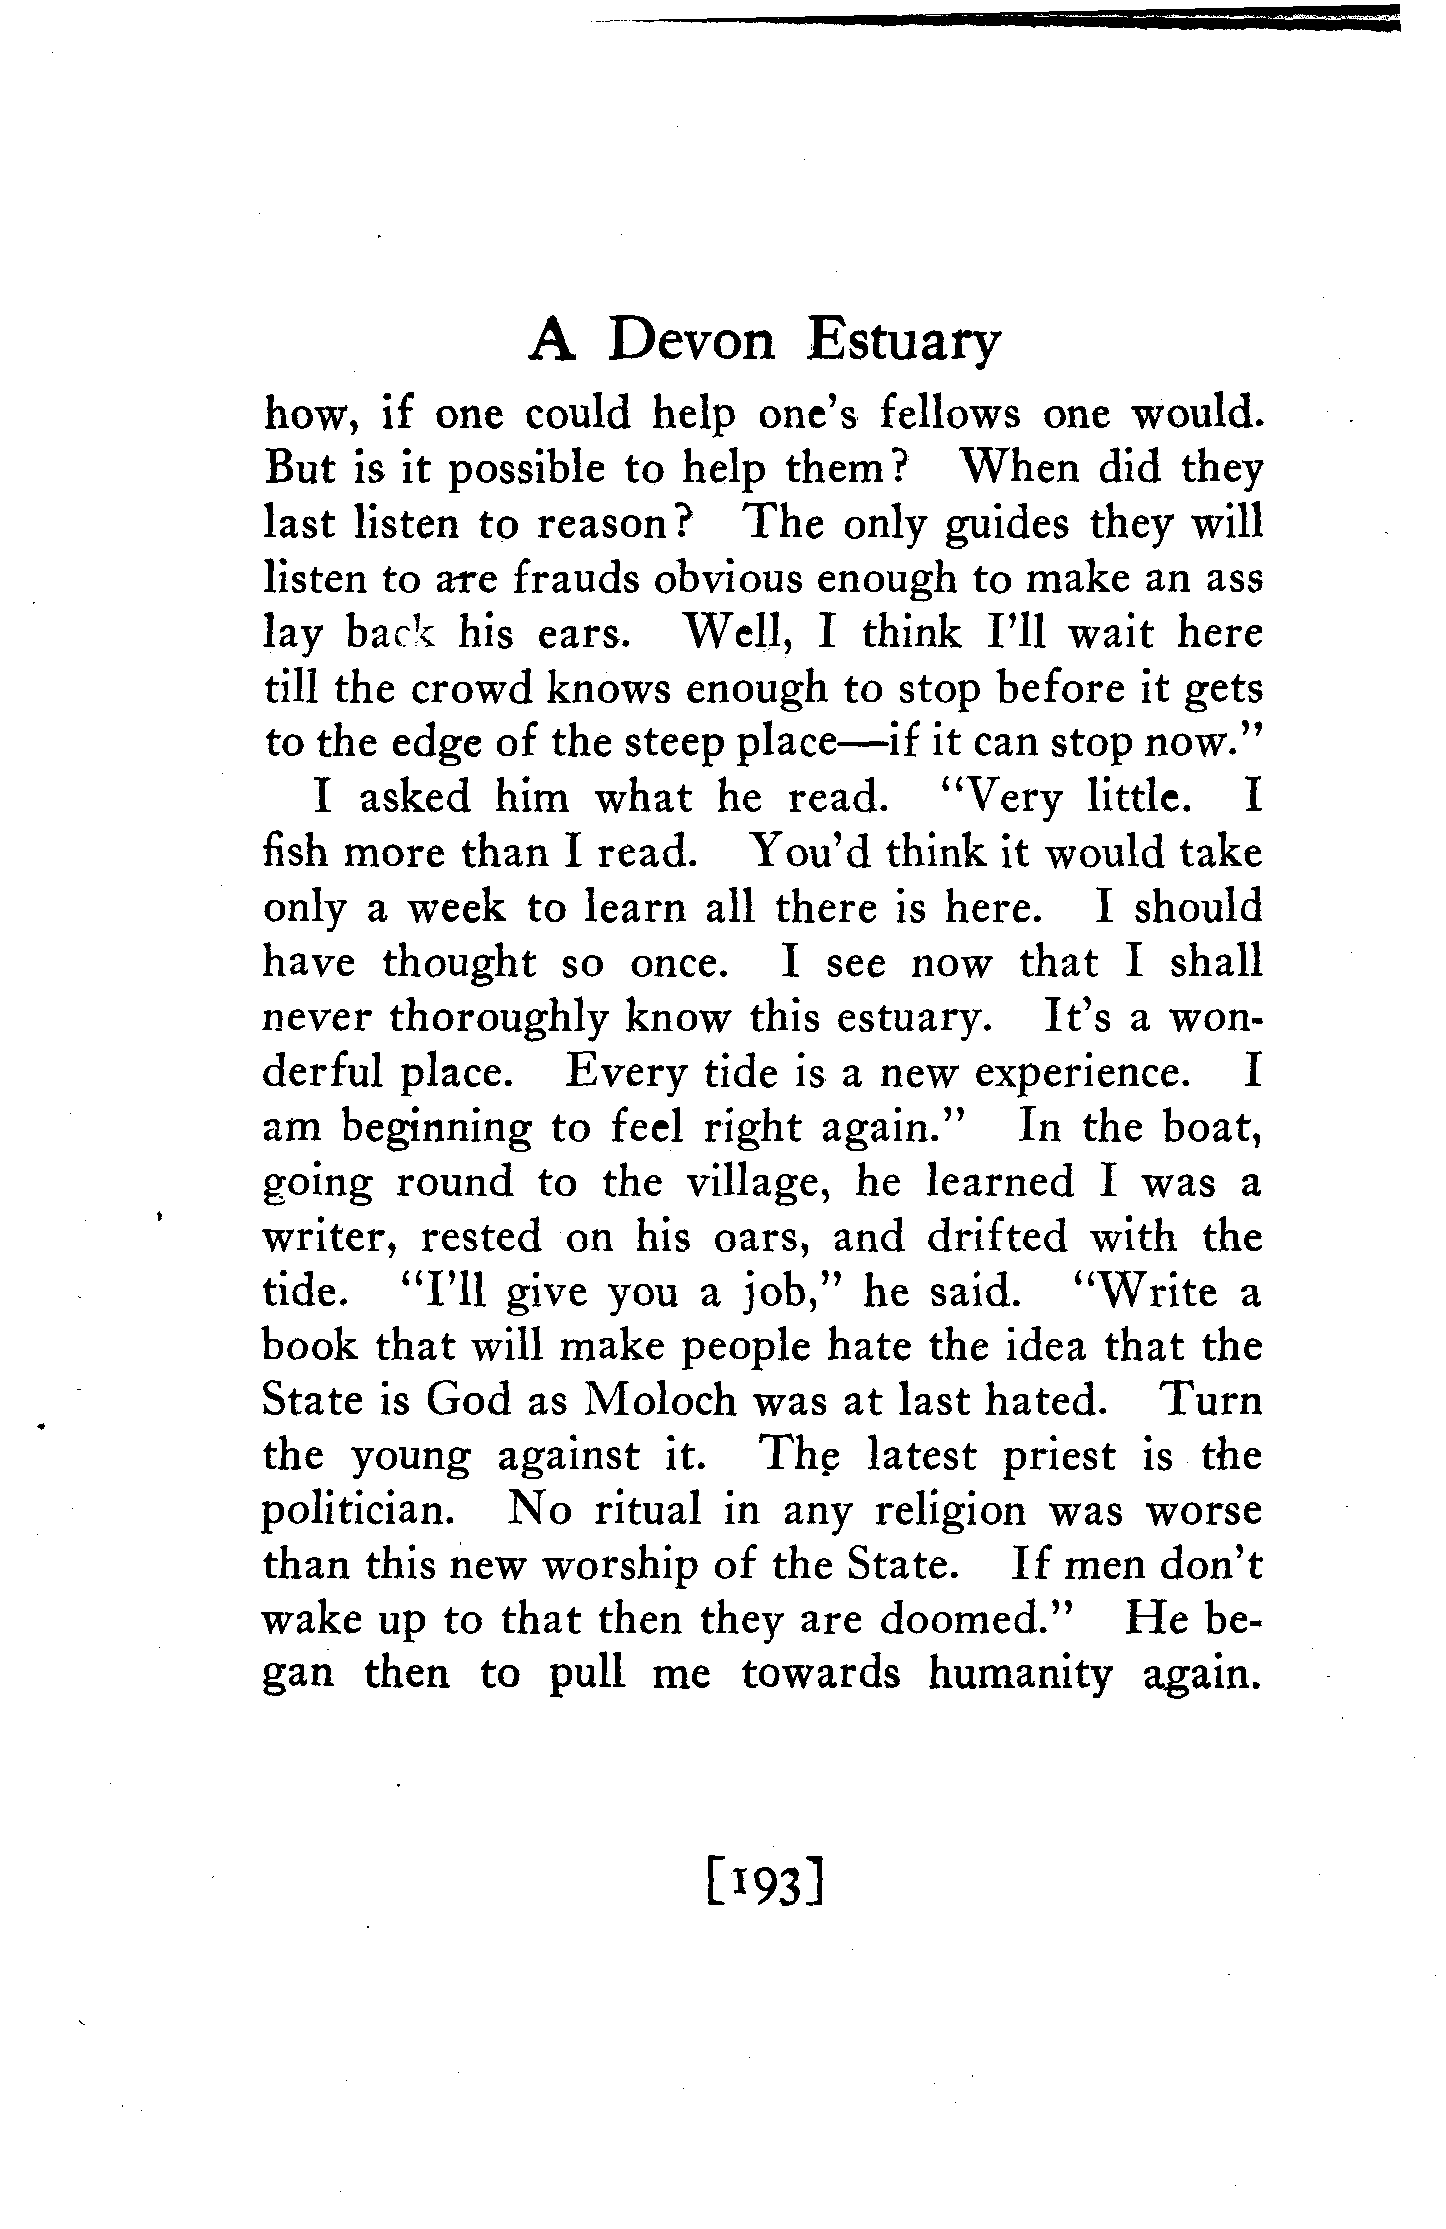 A Devon Estuary
how, if one could help one's fellows one would.
But is it possible to help them? When did they
last listen to reason? The only guides they will
listen to are frauds obvious enough to make an ass
lay back his ears. Well, I think I'll wait here
till the crowd knows enough to stop before it gets
to the edge of the steep place—if it can stop now."
I asked him what he read. "Very little. I
fish more than I read. You'd think it would take
only a week to learn all there is here. I should
have thought so once. I see now that I shall
never thoroughly know this estuary. It's a won-
derful place. Every tide is a new experience. I
am beginning to feel right again." In the boat,
going round to the village, he learned I was a
writer, rested on his oars, and drifted with the
tide. "I'll give you a job," he said. "Write a
book that will make people hate the idea that the
State is God as Moloch was at last hated. Turn
the young against it. The latest priest is the
politician. No ritual in any religion was worse
than this new worship of the State. If men don't
wake up to that then they are doomed." He be-
gan then to pull me towards humanity again.
[193]